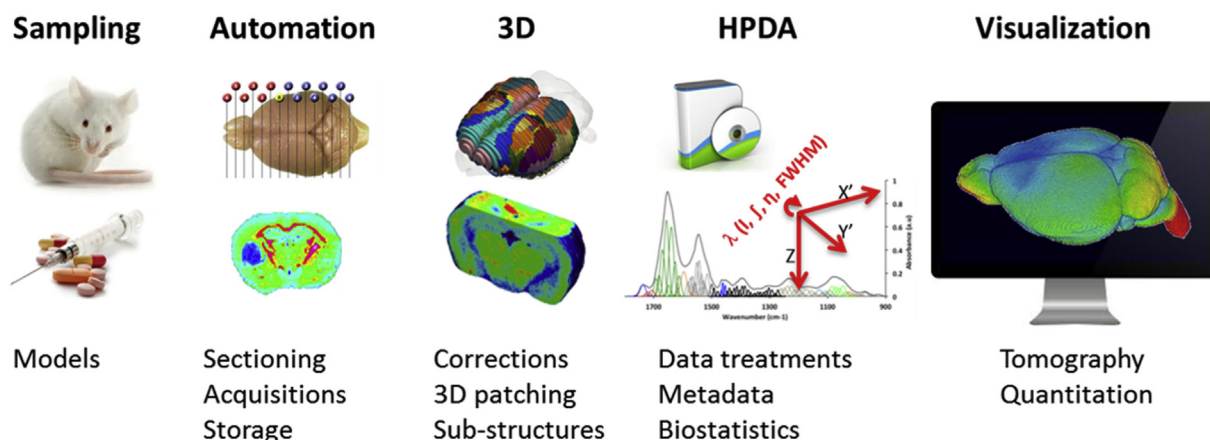 Sampling Automation 3D HPDA Visualization
λ (I, ∫, η, FWHM)
X'
Y'
Z
1
0.8
0.6
0.4
0.2
0
Absorbance (a.u)
1700 1500 1300 1100 900
Wavenumber (cm-1)
Models
Sectioning
Acquisitions
Storage
Corrections
3D patching
Sub-structures
Data treatments
Metadata
Biostatistics
Tomography
Quantitation